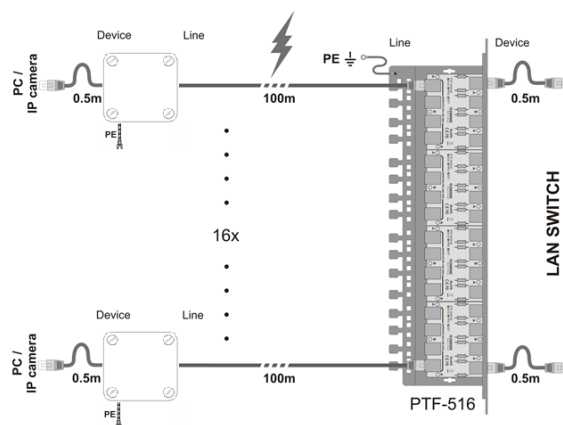 Device
Line
PE
Line
Device
PC /
IP camera
0.5m
100m
0.5m
PE
16x
LAN SWITCH
Device
Line
PC /
IP camera
0.5m
100m
0.5m
PE
PTF-516